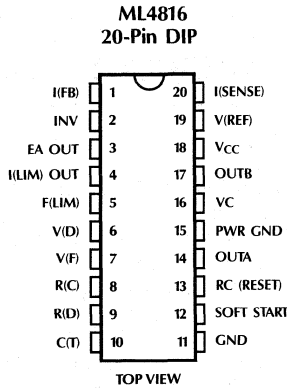 ML4816
20-Pin DIP
I(FB) 1 20 I(SENSE)
INV 2 19 V(REF)
EA OUT 3 18 VCC
I(LIM) OUT 4 17 OUTB
F(LIM) 5 16 VC
V(D) 6 15 PWR GND
V(F) 7 14 OUTA
R(C) 8 13 RC (RESET)
R(D) 9 12 SOFT START
C(T) 10 11 GND
TOP VIEW